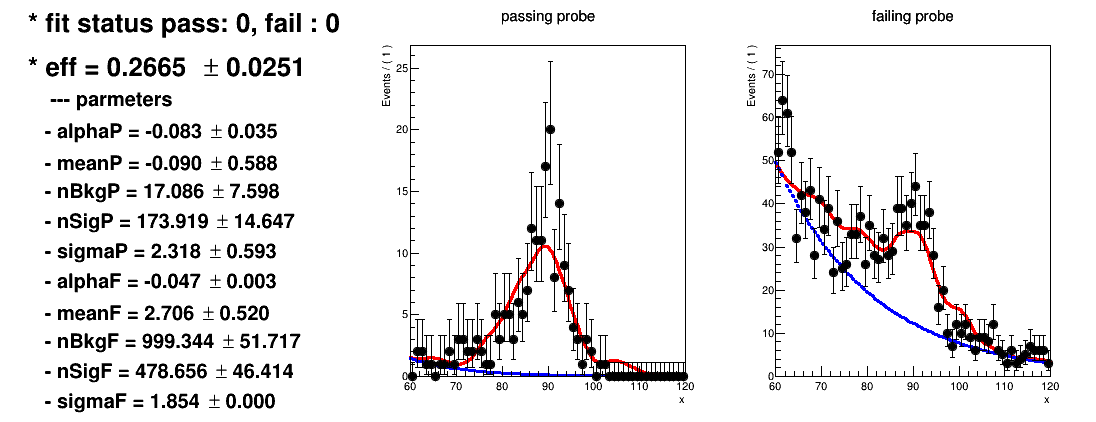 * fit status pass: 0, fail : 0
* eff = 0.2665 ± 0.0251
--- parmeters
- alphaP = -0.083 ± 0.035
- meanP = -0.090 ± 0.588
- nBkgP = 17.086 ± 7.598
- nSigP = 173.919 ± 14.647
- sigmaP = 2.318 ± 0.593
- alphaF = -0.047 ± 0.003
- meanF = 2.706 ± 0.520
- nBkgF = 999.344 ± 51.717
- nSigF = 478.656 ± 46.414
- sigmaF = 1.854 ± 0.000
passing probe
Events / ( 1 )
25
20
15
10
5
0
60 70 80 90 100 110 120
x
failing probe
Events / ( 1 )
70
60
50
40
30
20
10
0
60 70 80 90 100 110 120
x